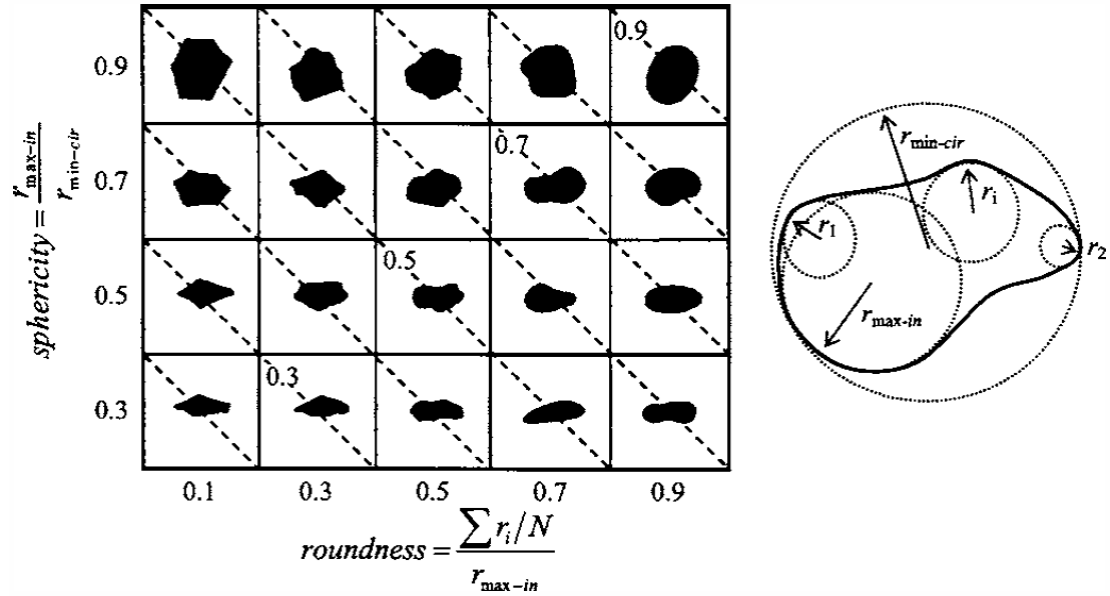 0.9
0.9
0.7
0.7
0.5
0.5
0.3
0.3
sphericity = r_max-in / r_min-cir
0.1 0.3 0.5 0.7 0.9
roundness = ∑ r_i/N / r_max-in
r_min-cir
r_i
r_1
r_2
r_max-in